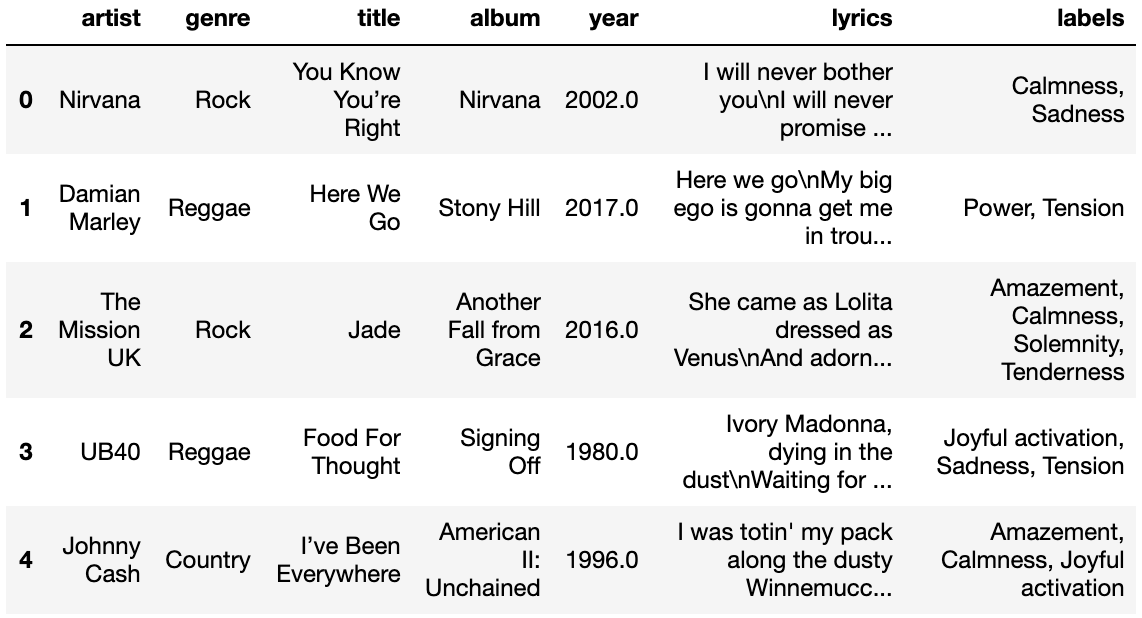 artist genre title album year lyrics labels
0 Nirvana Rock You Know You’re Right Nirvana 2002.0 I will never bother you\nI will never promise ... Calmness, Sadness
1 Damian Marley Reggae Here We Go Stony Hill 2017.0 Here we go\nMy big ego is gonna get me in trou... Power, Tension
2 The Mission UK Rock Jade Another Fall from Grace 2016.0 She came as Lolita dressed as Venus\nAnd adorn... Amazement, Calmness, Solemnity, Tenderness
3 UB40 Reggae Food For Thought Signing Off 1980.0 Ivory Madonna, dying in the dust\nWaiting for ... Joyful activation, Sadness, Tension
4 Johnny Cash Country I’ve Been Everywhere American II: Unchained 1996.0 I was totin' my pack along the dusty Winnemucc... Amazement, Calmness, Joyful activation